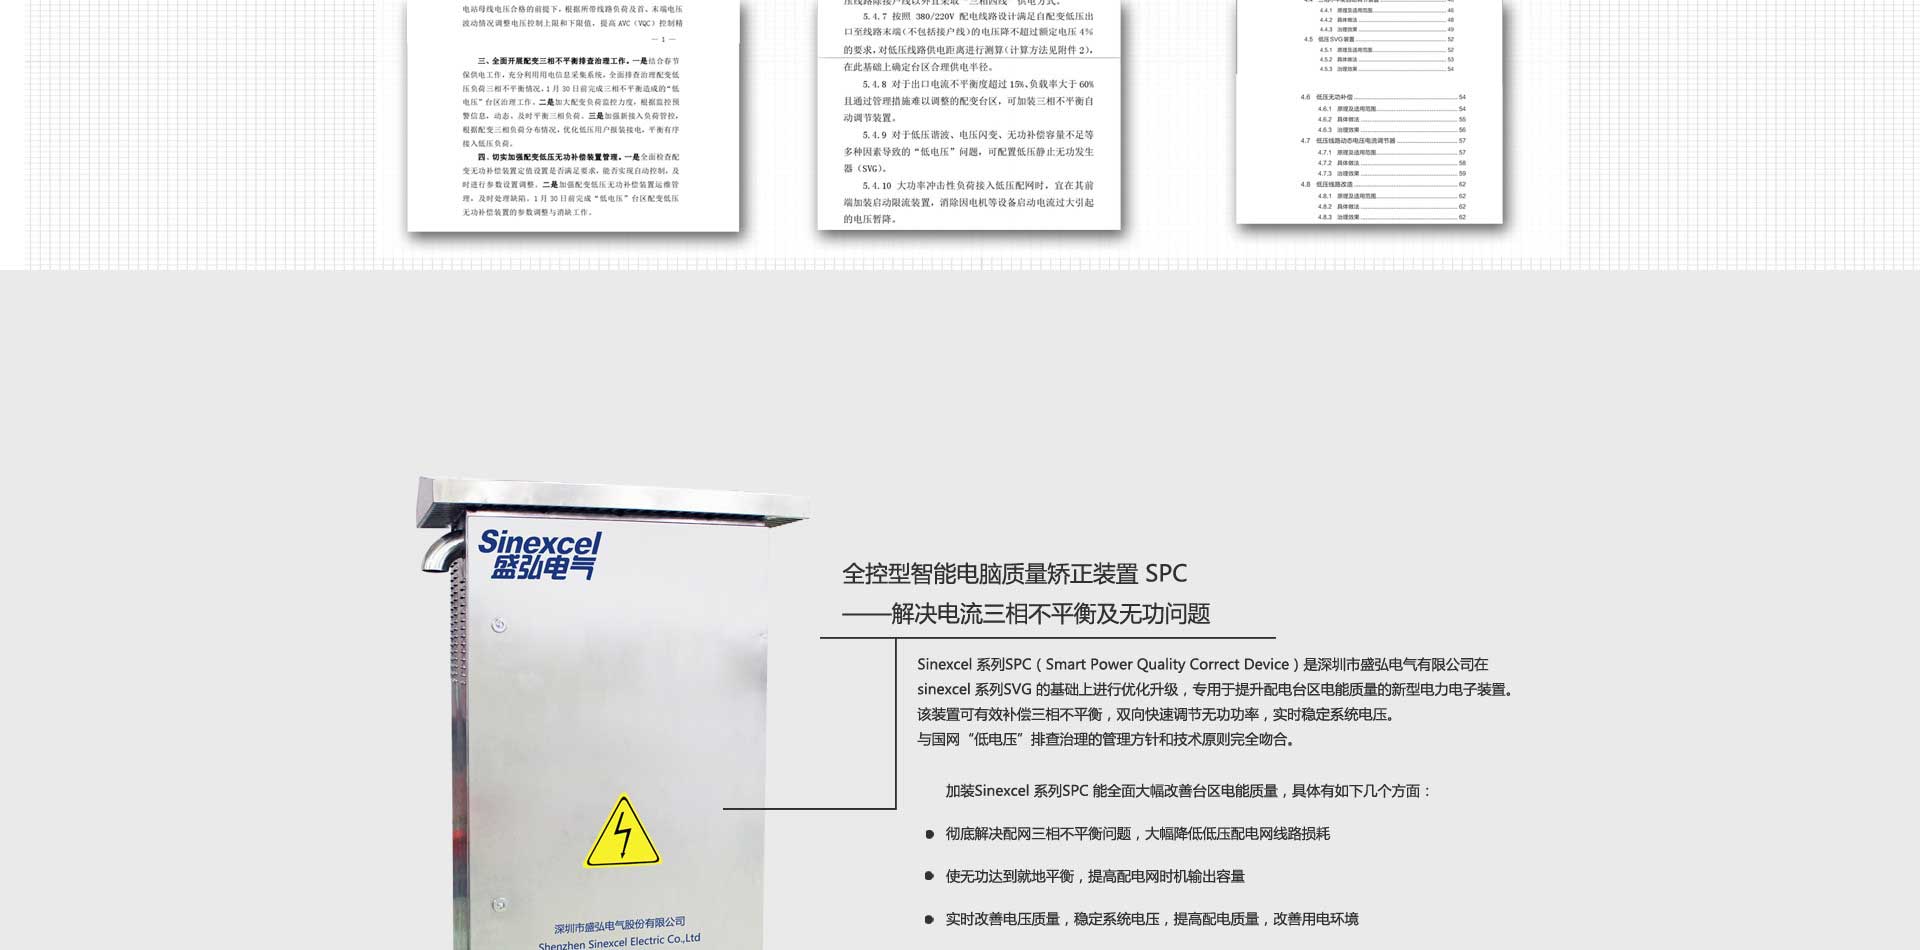 电站母线电压合格的前提下，根据所带线路负荷及首、末端电压
波动情况调整电压控制上限和下限值，提高 AVC（VQC）控制精
— 1 —
三、全面开展配变三相不平衡排查治理工作。一是结合春节
保供电工作，充分利用用电信息采集系统，全面排查治理配变低
压负荷三相不平衡情况，1 月 30 日前完成三相不平衡造成的“低
电压”台区治理工作。二是加大配变负荷监控力度，根据监控预
警信息，动态、及时平衡三相负荷。三是加强新接入负荷管控，
根据配变三相负荷分布情况，优化低压用户报装接电，平衡有序
接入低压负荷。
四、切实加强配变低压无功补偿装置管理。一是全面检查配
变无功补偿装置定值设置是否满足要求，能否实现自动控制，及
时进行参数设置调整。二是加强配变低压无功补偿装置运维管
理，及时处理缺陷。1 月 30 日前完成“低电压”台区配变低压
无功补偿装置的参数调整与消缺工作。
压线路除接户线以外宜采取“三相四线”供电方式。
5.4.7 按照 380/220V 配电线路设计满足自配变低压出
口至线路末端（不包括接户线）的电压降不超过额定电压 4%
的要求，对低压线路供电距离进行测算（计算方法见附件 2），
在此基础上确定台区合理供电半径。
5.4.8 对于出口电流不平衡度超过 15%、负载率大于 60%
且通过管理措施难以调整的配变台区，可加装三相不平衡自
动调节装置。
5.4.9 对于低压谐波、电压闪变、无功补偿容量不足等
多种因素导致的“低电压”问题，可配置低压静止无功发生
器（SVG）。
5.4.10 大功率冲击性负荷接入低压配网时，宜在其前
端加装启动限流装置，消除因电机等设备启动电流过大引起
的电压暂降。
4.4.1 原理及适用范围 46
4.4.2 具体做法 48
4.4.3 治理效果 49
4.5 低压 SVG 装置 52
4.5.1 原理及适用范围 52
4.5.2 具体做法 53
4.5.3 治理效果 54
4.6 低压无功补偿 54
4.6.1 原理及适用范围 54
4.6.2 具体做法 55
4.6.3 治理效果 56
4.7 低压线路动态电压电流调节器 57
4.7.1 原理及适用范围 57
4.7.2 具体做法 58
4.7.3 治理效果 59
4.8 低压线路改造 62
4.8.1 原理及适用范围 62
4.8.2 具体做法 62
4.8.3 治理效果 62
Sinexcel
盛弘电气
深圳市盛弘电气股份有限公司
Shenzhen Sinexcel Electric Co.,Ltd
全控型智能电脑质量矫正装置 SPC
——解决电流三相不平衡及无功问题
Sinexcel 系列SPC（Smart Power Quality Correct Device）是深圳市盛弘电气有限公司在
sinexcel 系列SVG 的基础上进行优化升级，专用于提升配电台区电能质量的新型电力电子装置。
该装置可有效补偿三相不平衡，双向快速调节无功功率，实时稳定系统电压。
与国网“低电压”排查治理的管理方针和技术原则完全吻合。
加装Sinexcel 系列SPC 能全面大幅改善台区电能质量，具体有如下几个方面：
● 彻底解决配网三相不平衡问题，大幅降低低压配电网线路损耗
● 使无功达到就地平衡，提高配电网时机输出容量
● 实时改善电压质量，稳定系统电压，提高配电质量，改善用电环境